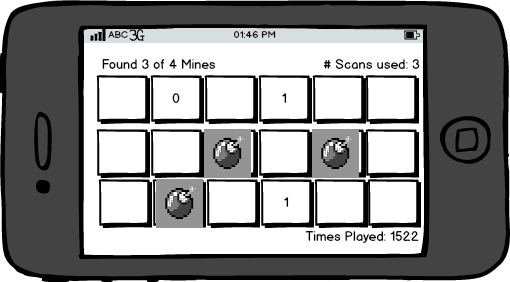 ABC 3G 01:46 PM
Found 3 of 4 Mines # Scans used: 3
0 1
1
Times Played: 1522